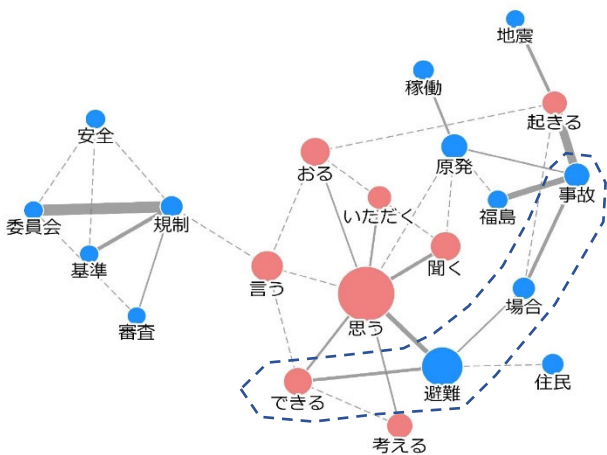 地震
稼働
起きる
安全
原発
おる
事故
いただく
福島
委員会
規制
基準
聞く
言う
場合
審査
思う
住民
できる
避難
考える